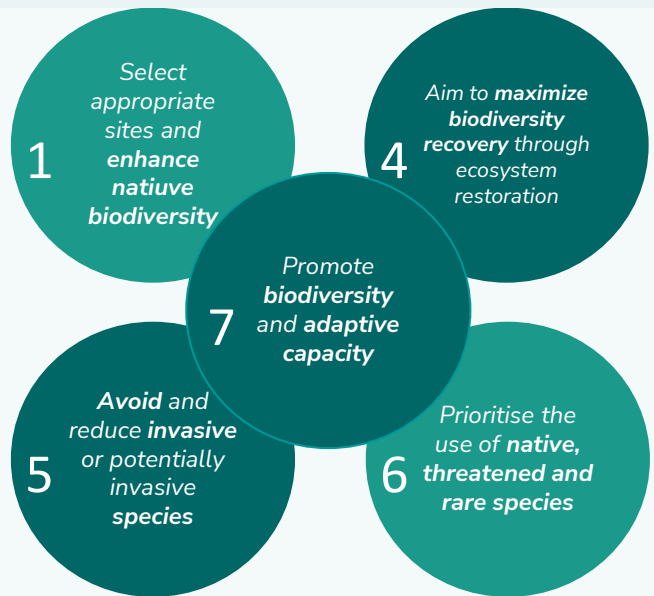 1
Select
appropriate
sites and
enhance
natiuve
biodiversity
4
Aim to maximize
biodiversity
recovery through
ecosystem
restoration
7
Promote
biodiversity
and adaptive
capacity
5
Avoid and
reduce invasive
or potentially
invasive
species
6
Prioritise the
use of native,
threatened and
rare species